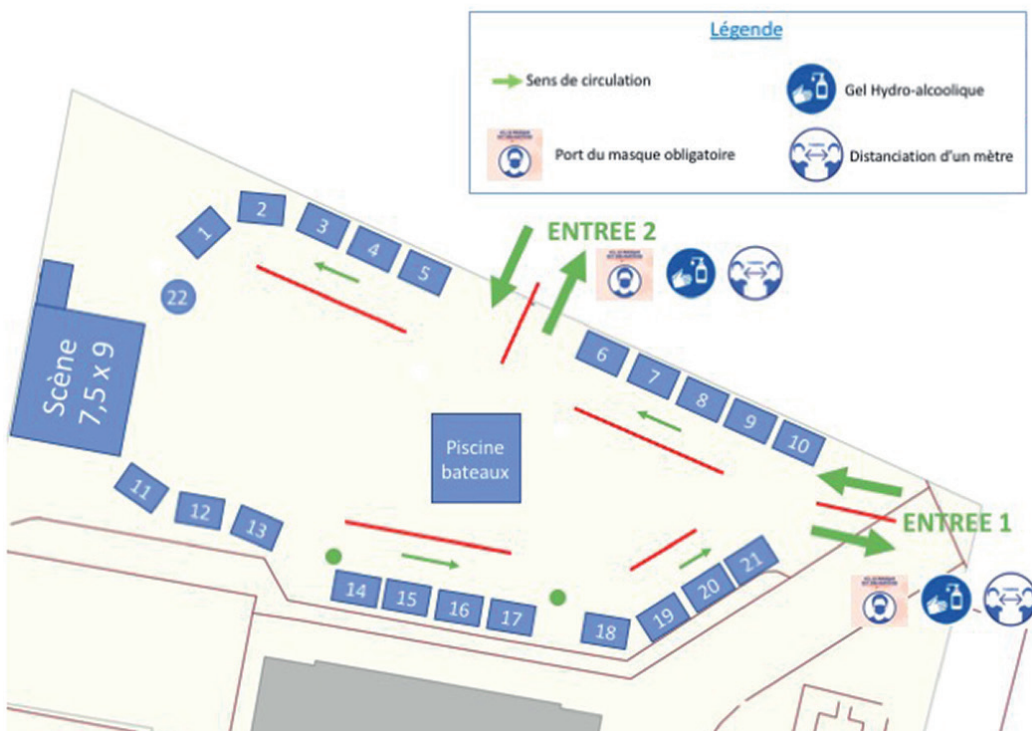 Légende
Sens de circulation
Gel Hydro-alcoolique
Port du masque obligatoire
Distanciation d'un mètre
ENTREE 2
1
2
3
4
5
22
Scène
7,5 x 9
6
7
8
9
10
Piscine
bateaux
ENTREE 1
11
12
13
14
15
16
17
18
19
20
21